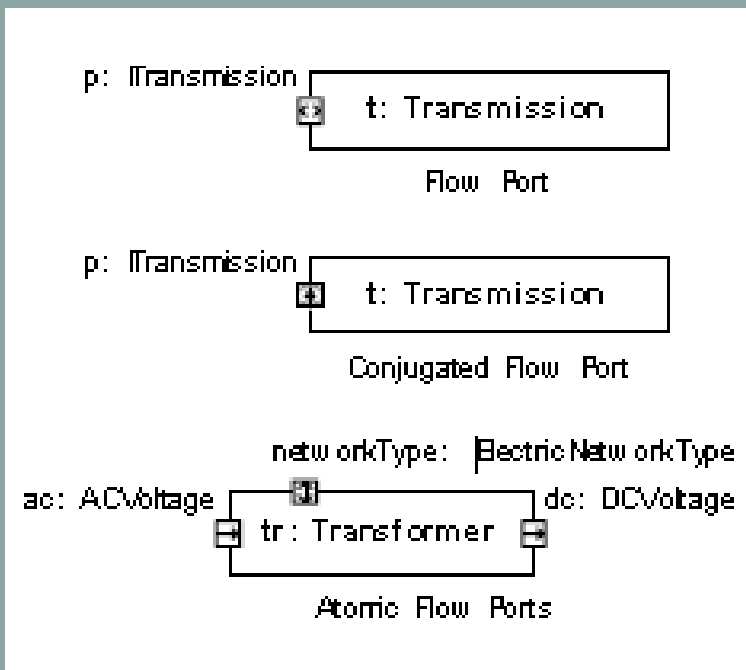 p: ITransmission
t: Transmission
Flow Port
p: ITransmission
t: Transmission
Conjugated Flow Port
networkType: ElectricNetworkType
ac: ACVoltage
dc: DCVoltage
tr: Transformer
Atomic Flow Ports